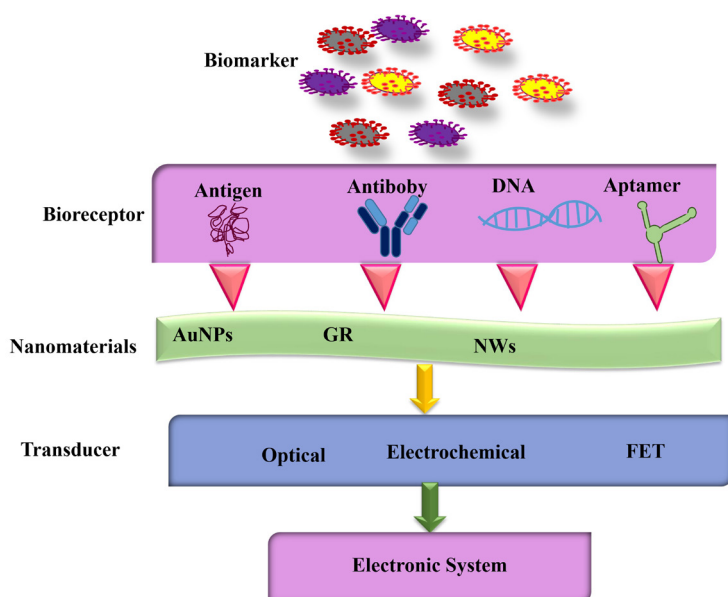 Biomarker
Bioreceptor
Antigen
Antiboby
DNA
Aptamer
Nanomaterials
AuNPs
GR
NWs
Transducer
Optical
Electrochemical
FET
Electronic System